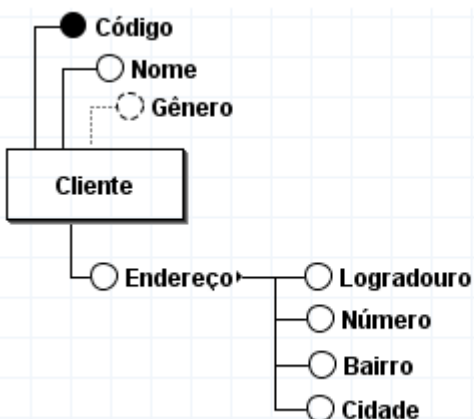 Código
Nome
Gênero
Cliente
Endereço
Logradouro
Número
Bairro
Cidade